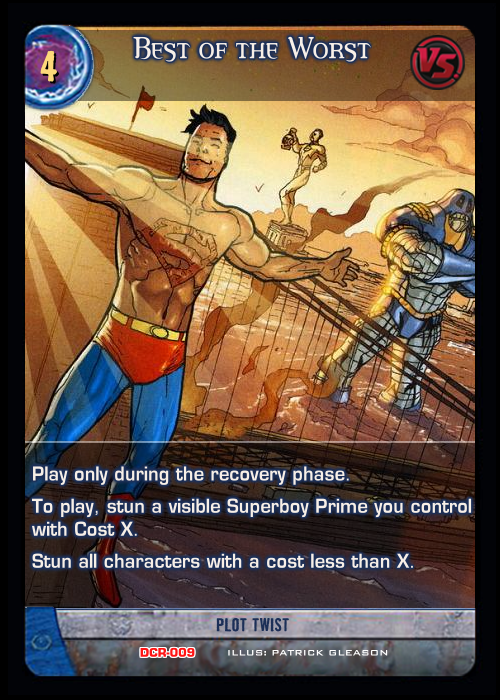 4
BEST OF THE WORST
VS.
Play only during the recovery phase.
To play, stun a visible Superboy Prime you control
with Cost X.
Stun all characters with a cost less than X.
PLOT TWIST
DCR-009 ILLUS: PATRICK GLEASON